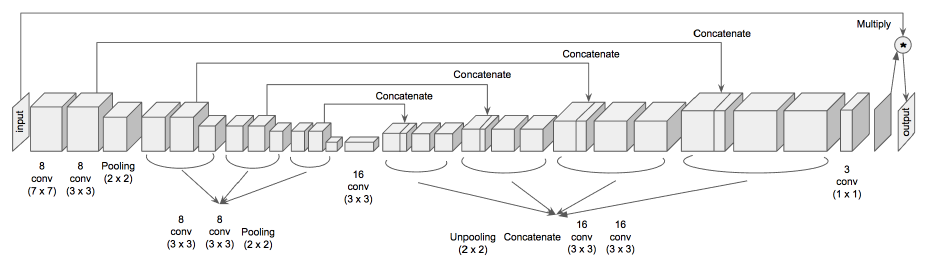 Multiply
Concatenate
Concatenate
Concatenate
Concatenate
input
output
8
conv
(7 x 7)
8
conv
(3 x 3)
Pooling
(2 x 2)
16
conv
(3 x 3)
3
conv
(1 x 1)
8
conv
(3 x 3)
8
conv
(3 x 3)
Pooling
(2 x 2)
Unpooling
(2 x 2)
Concatenate
16
conv
(3 x 3)
16
conv
(3 x 3)